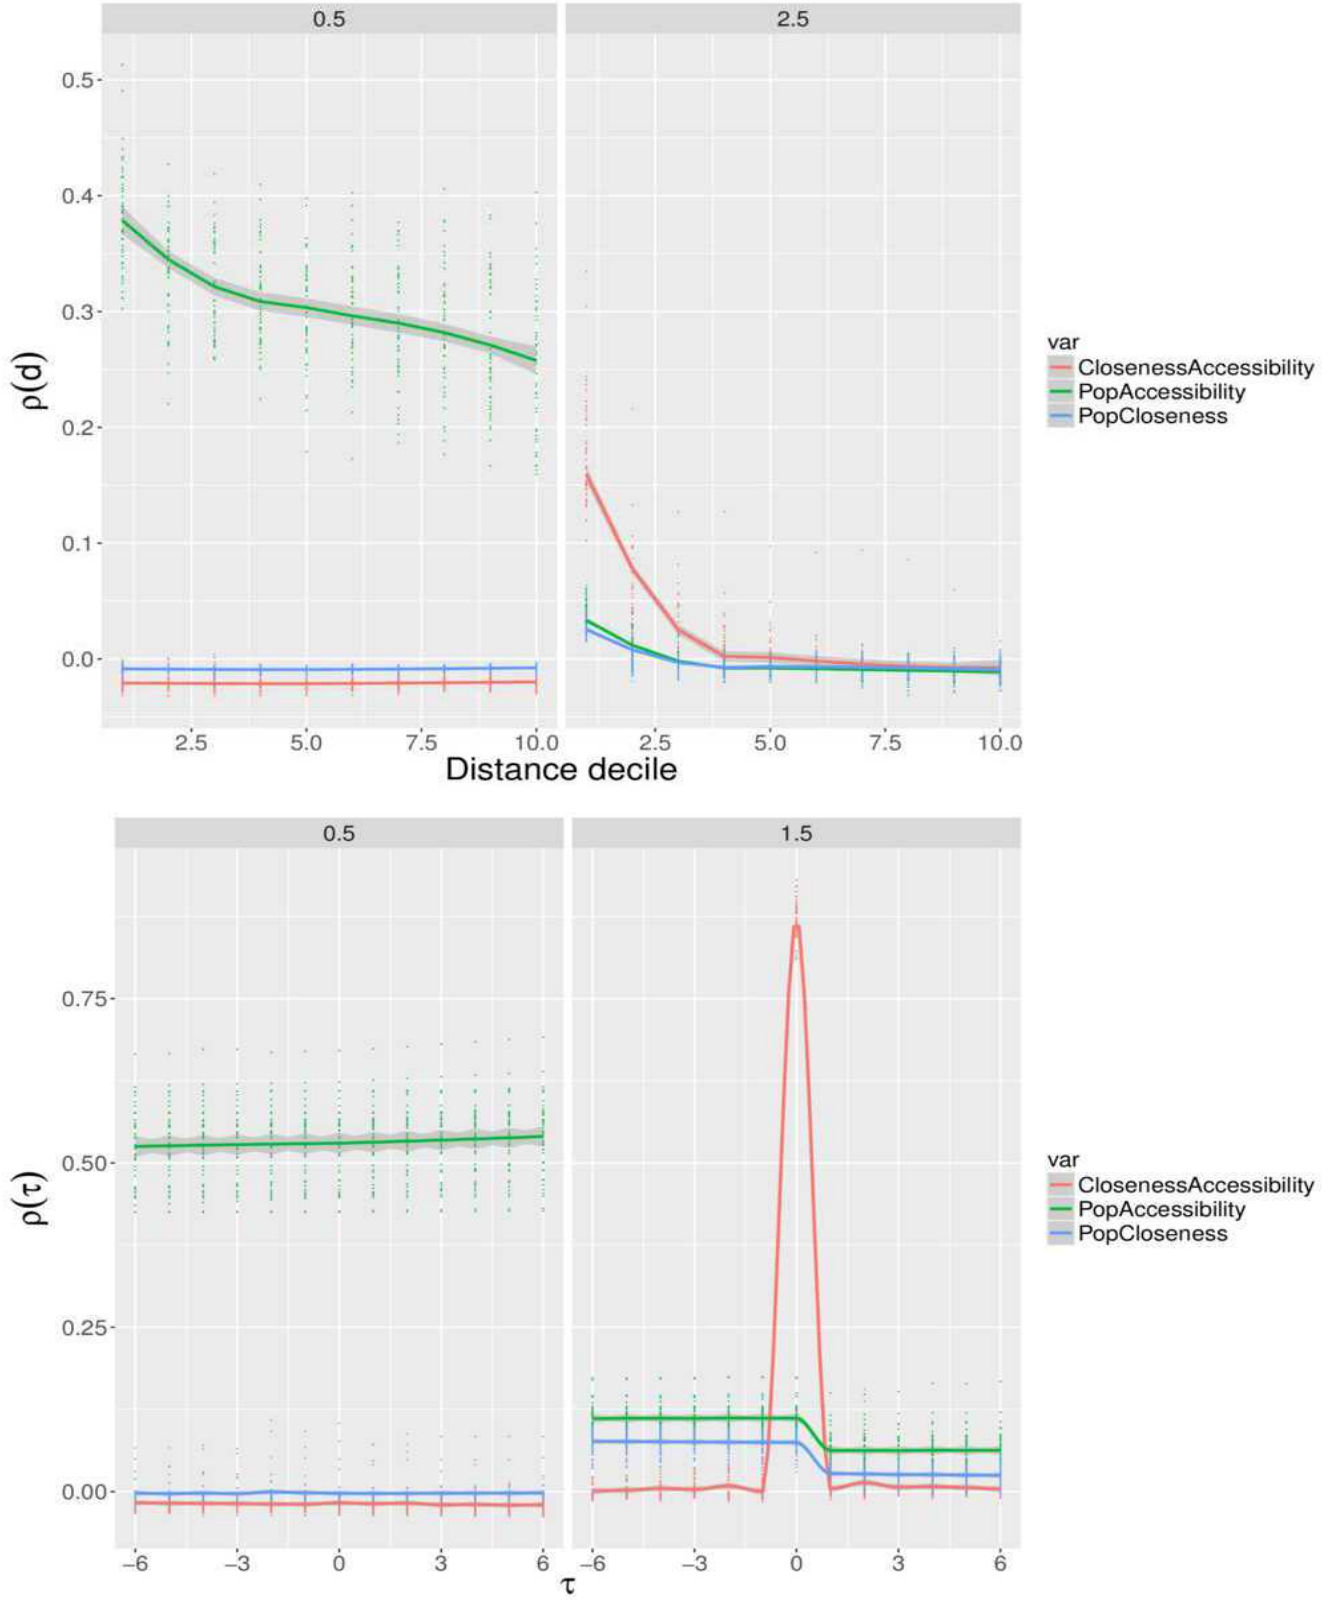 0.5 2.5
0.5
0.4
0.3
0.2
0.1
0.0
ρ(d)
2.5 5.0 7.5 10.0 2.5 5.0 7.5 10.0
Distance decile
var
ClosenessAccessibility
PopAccessibility
PopCloseness
0.5 1.5
0.75
0.50
0.25
0.00
ρ(τ)
−6 −3 0 3 6 −6 −3 0 3 6
τ
var
ClosenessAccessibility
PopAccessibility
PopCloseness